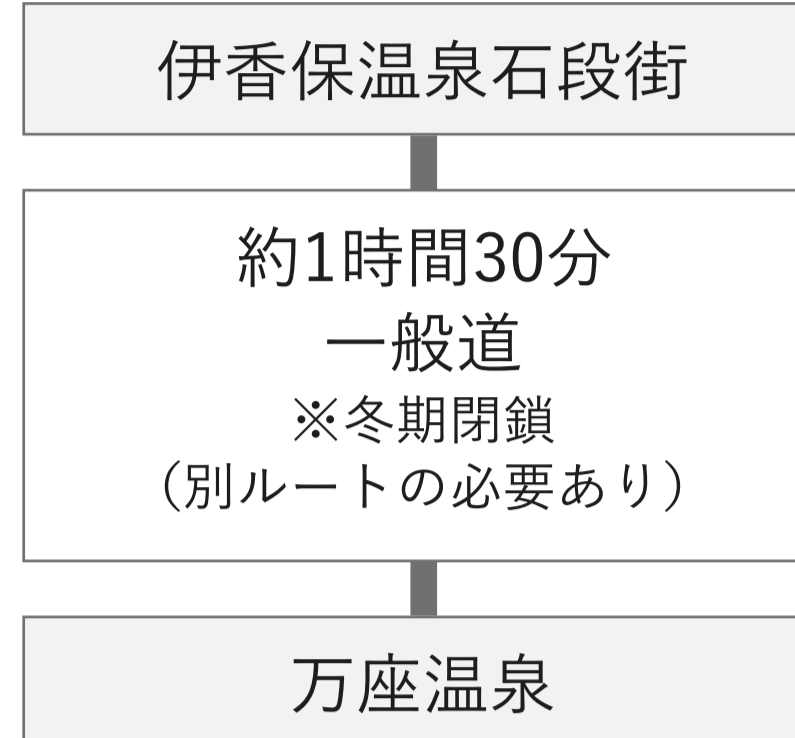 伊香保温泉石段街
約1時間30分
一般道
※冬期閉鎖
（別ルートの必要あり）
万座温泉